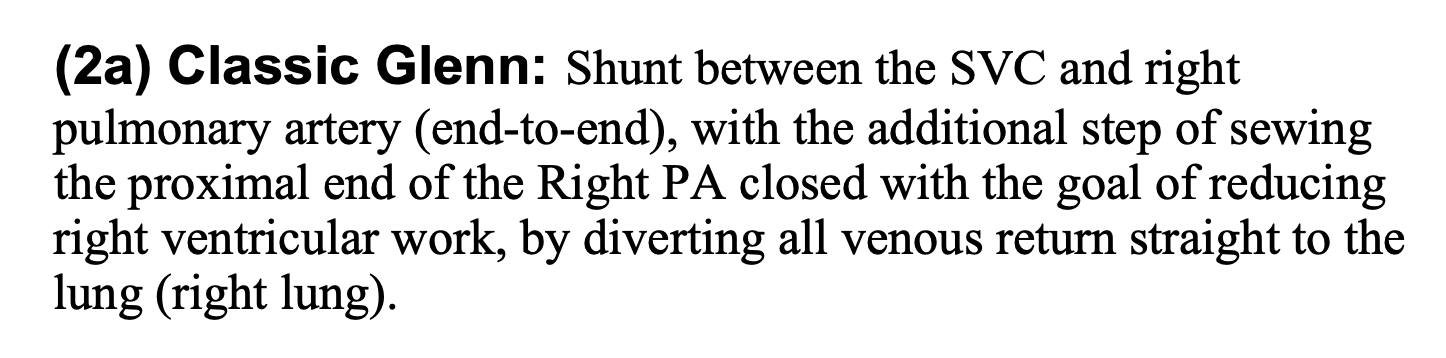 (2a) Classic Glenn: Shunt between the SVC and right
pulmonary artery (end-to-end), with the additional step of sewing
the proximal end of the Right PA closed with the goal of reducing
right ventricular work, by diverting all venous return straight to the
lung (right lung).